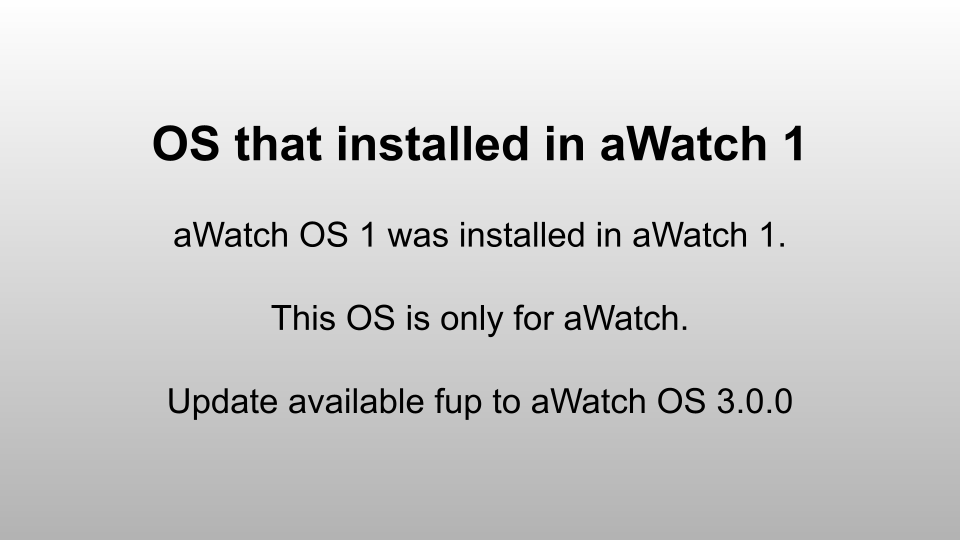 OS that installed in aWatch 1
aWatch OS 1 was installed in aWatch 1.
This OS is only for aWatch.
Update available fup to aWatch OS 3.0.0